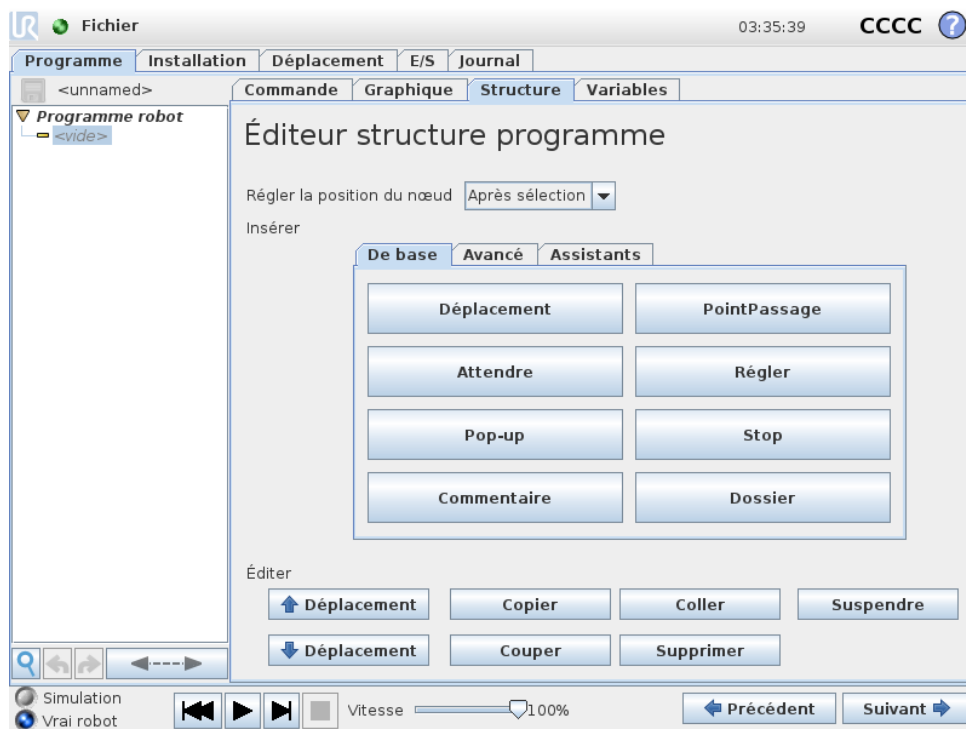 UR Fichier 03:35:39 CCCC ?
Programme Installation Déplacement E/S Journal
<unnamed> Commande Graphique Structure Variables
Programme robot
<vide>
Éditeur structure programme
Régler la position du nœud Après sélection
Insérer
De base Avancé Assistants
Déplacement PointPassage
Attendre Régler
Pop-up Stop
Commentaire Dossier
Éditer
Déplacement Copier Coller Suspendre
Déplacement Couper Supprimer
Simulation
Vrai robot
Vitesse 100%
Précédent Suivant